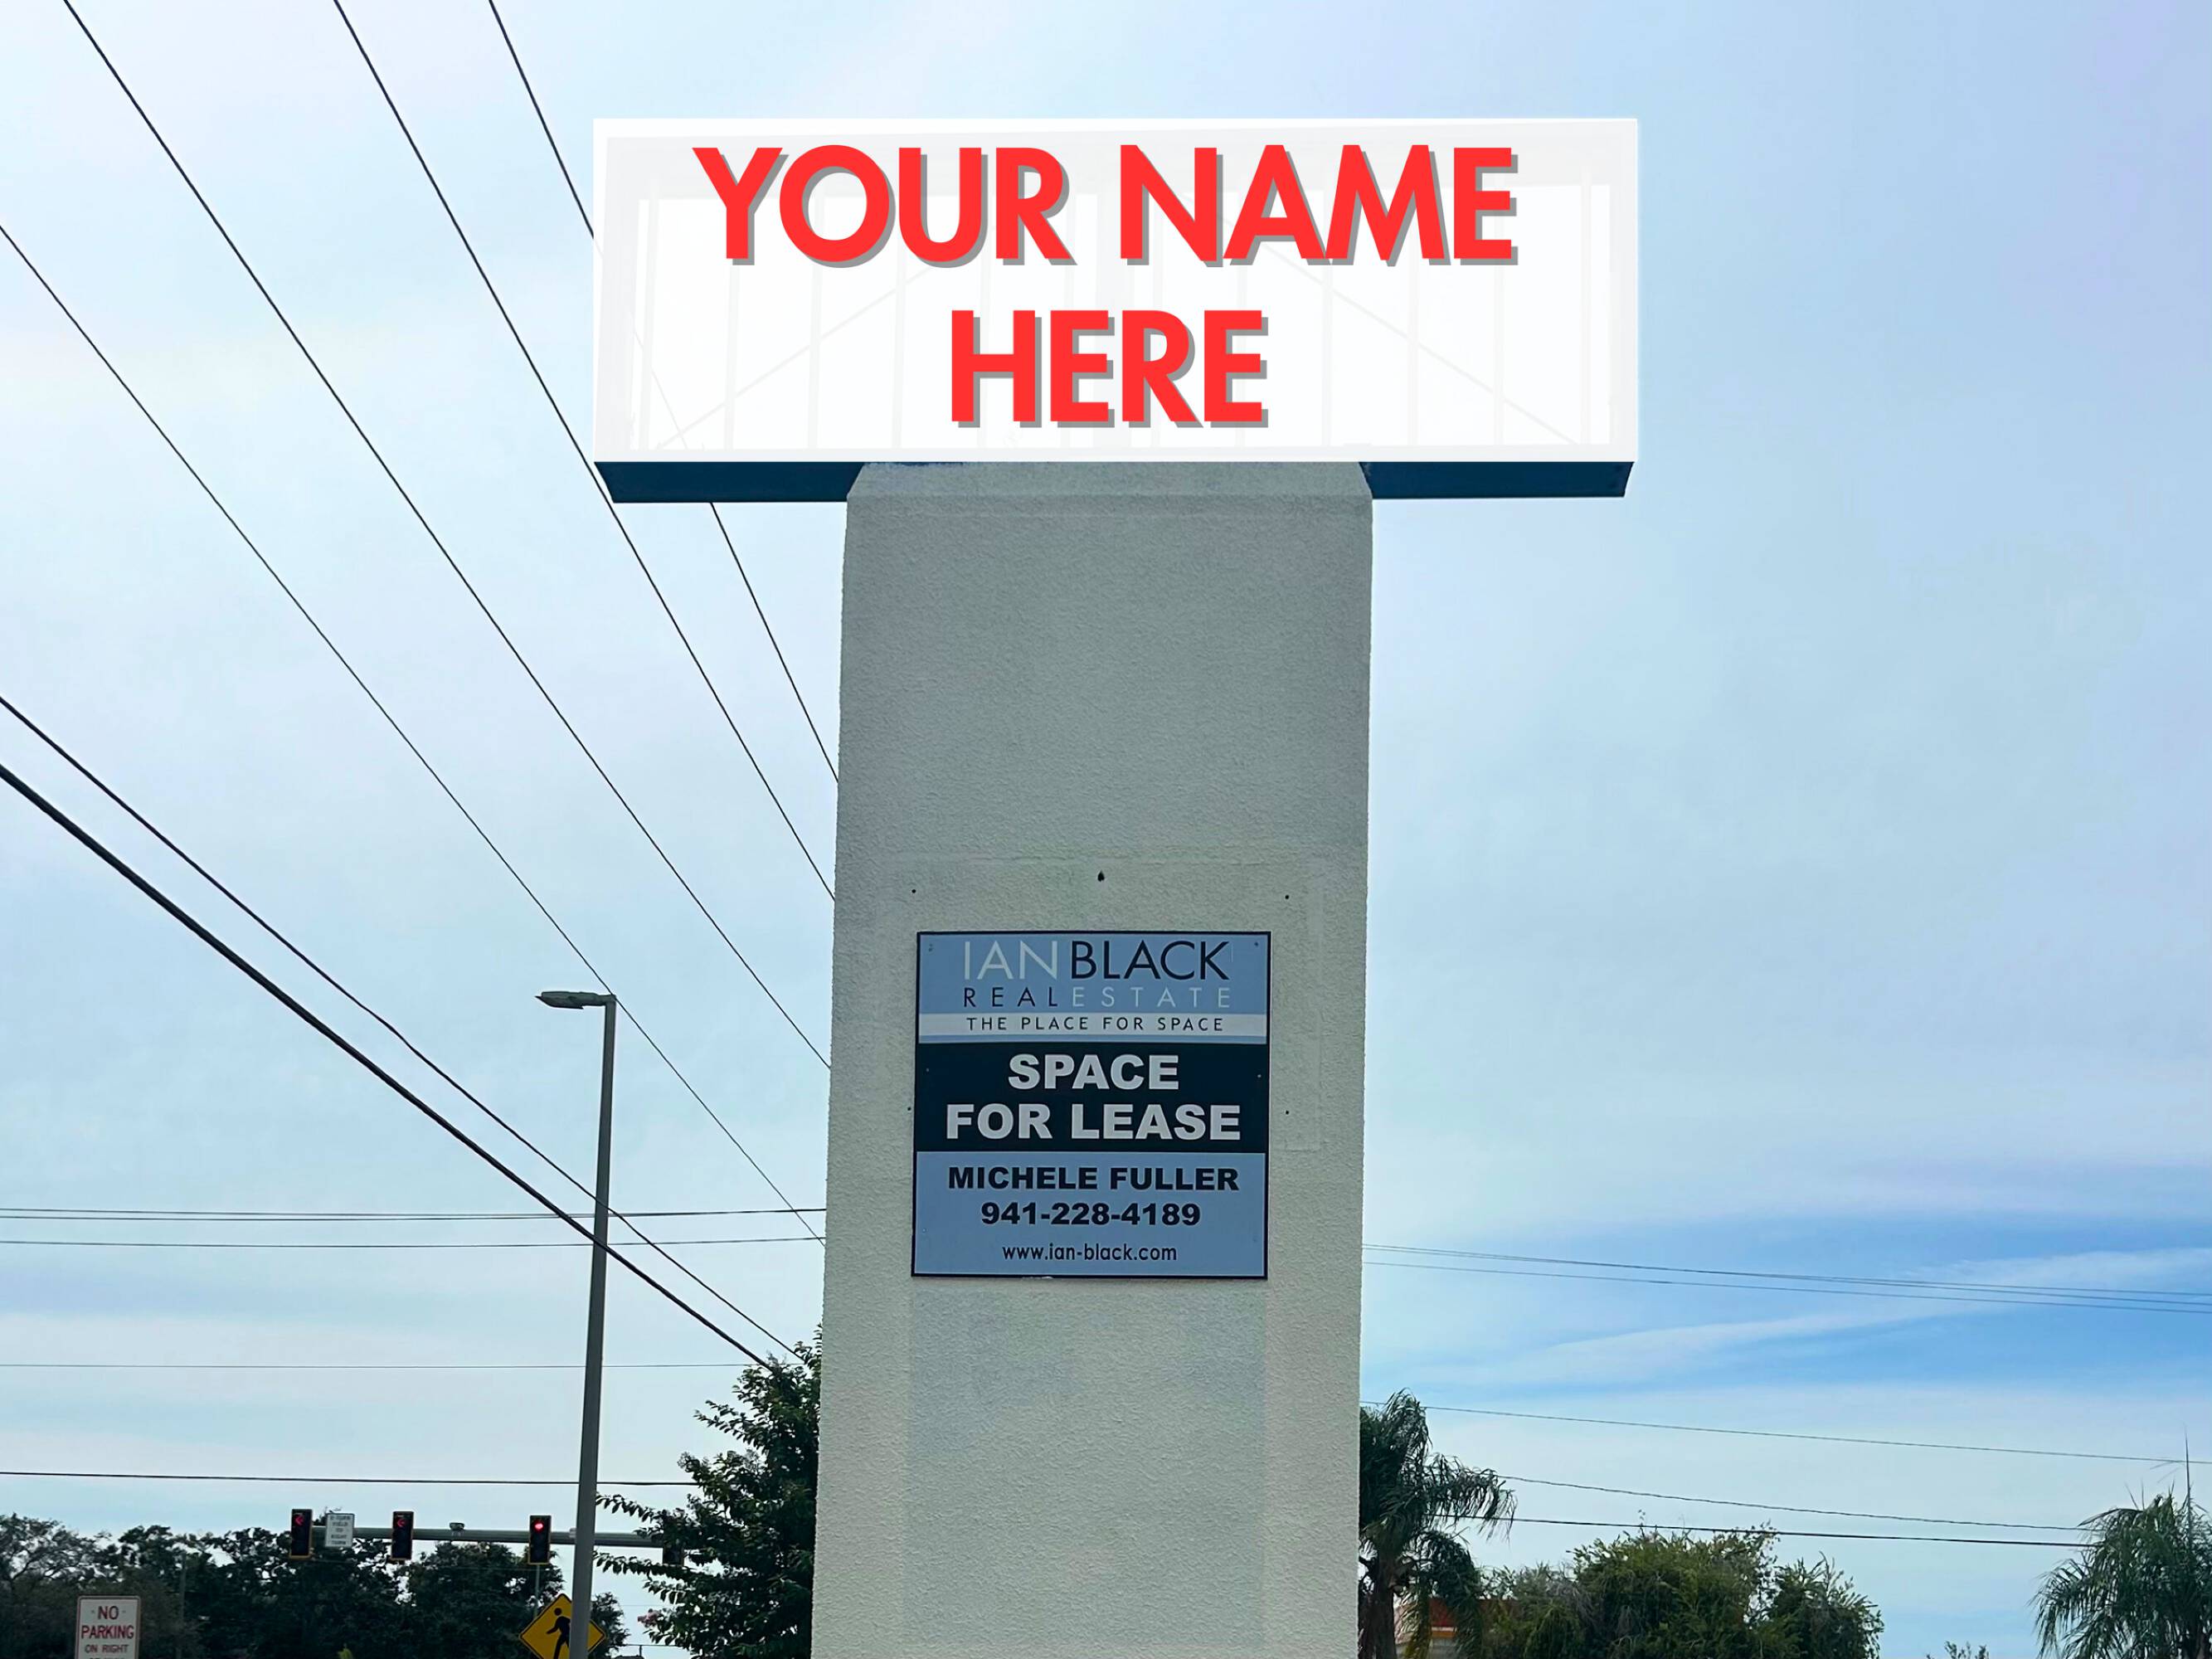 YOUR NAME
HERE
IANBLACK
REALESTATE
THE PLACE FOR SPACE
SPACE
FOR LEASE
MICHELE FULLER
941-228-4189
www.ian-black.com
NO
PARKING
ON RIGHT